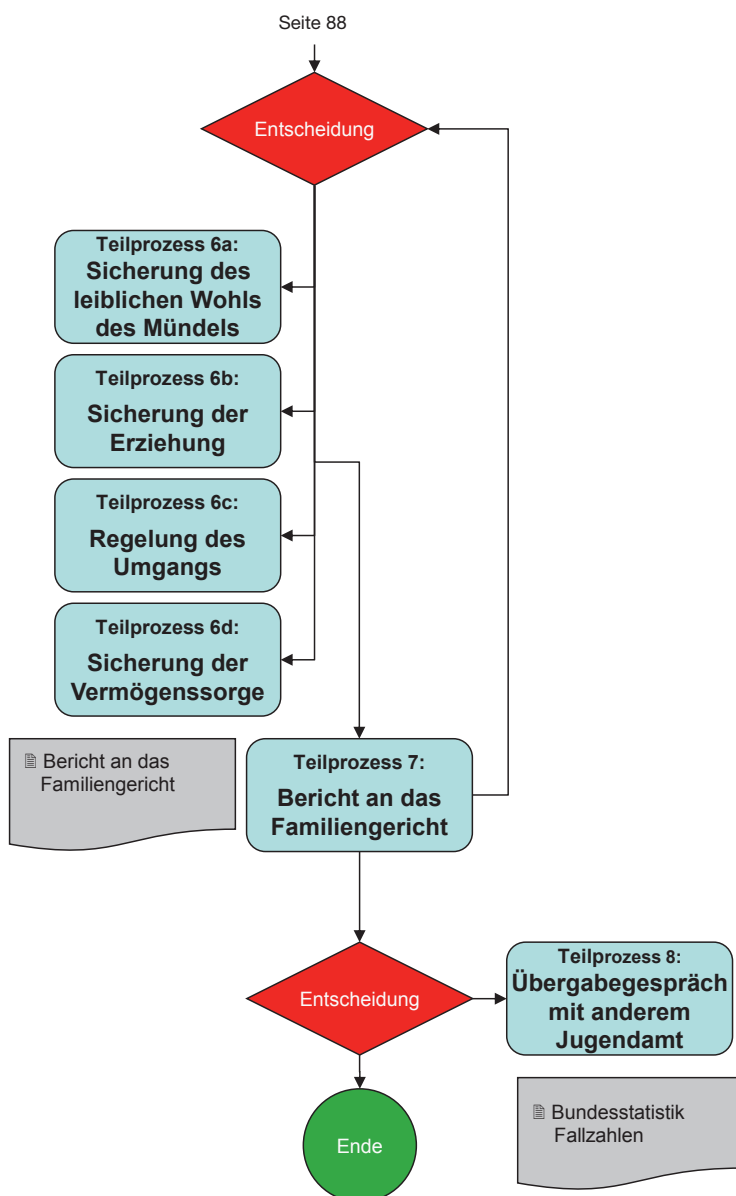 Seite 88
Entscheidung
Teilprozess 6a:
Sicherung des
leiblichen Wohls
des Mündels
Teilprozess 6b:
Sicherung der
Erziehung
Teilprozess 6c:
Regelung des
Umgangs
Teilprozess 6d:
Sicherung der
Vermögenssorge
Bericht an das
Familiengericht
Teilprozess 7:
Bericht an das
Familiengericht
Entscheidung
Teilprozess 8:
Übergabegespräch
mit anderem
Jugendamt
Bundesstatistik
Fallzahlen
Ende